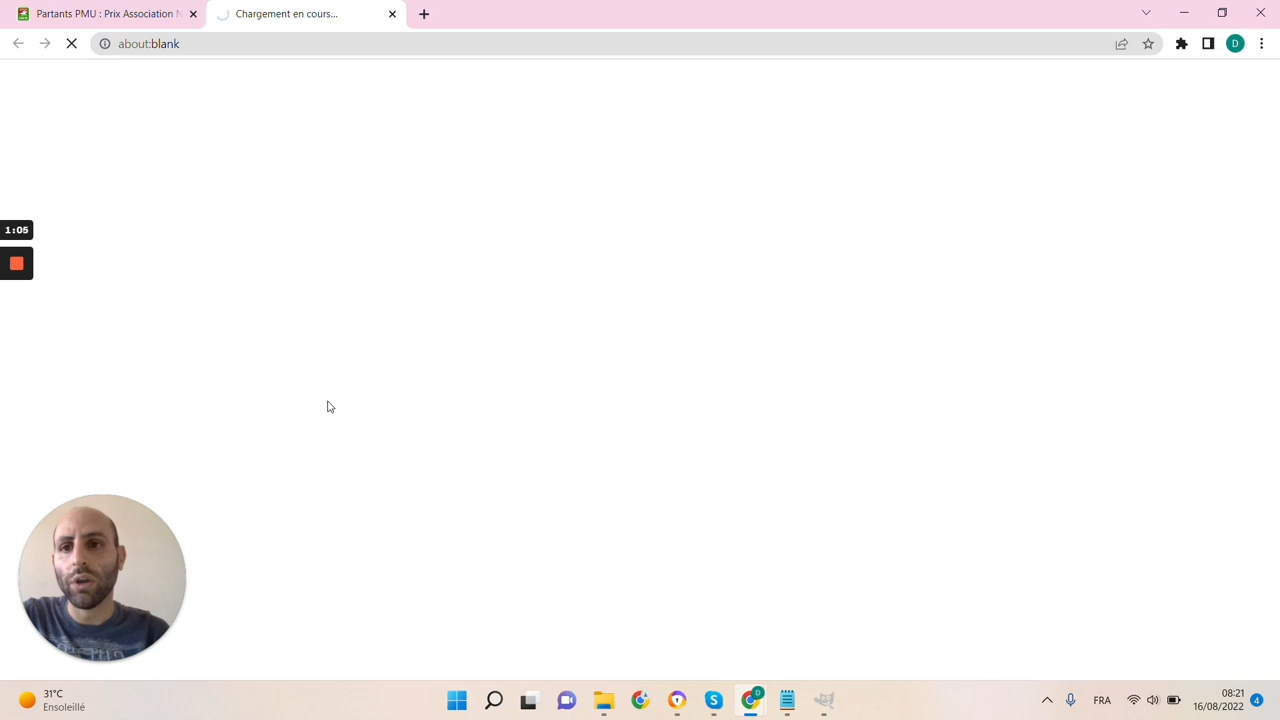 Partants PMU : Prix Association N
Chargement en cours...
about:blank
D
1:05
D
31°C
Ensoleillé
FRA
08:21
16/08/2022
4